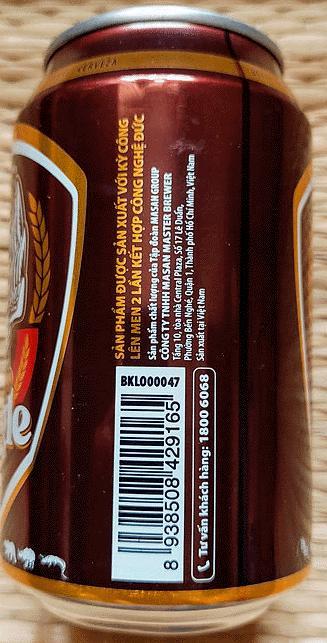 CERVEZA
SẢN PHẨM ĐƯỢC SẢN XUẤT VỚI KỲ CÔNG
LÊN MEN 2 LẦN KẾT HỢP CÔNG NGHỆ ĐỨC
Sản phẩm chất lượng của Tập đoàn MASAN GROUP
CÔNG TY TNHH MASAN MASTER BREWER
Tầng 10, tòa nhà Central Plaza, Số 17 Lê Duẩn,
Phường Bến Nghé, Quận 1, Thành phố Hồ Chí Minh, Việt Nam
Sản xuất tại Việt Nam
BKL000047
8 938508 429165
Tư vấn khách hàng: 1800 6068